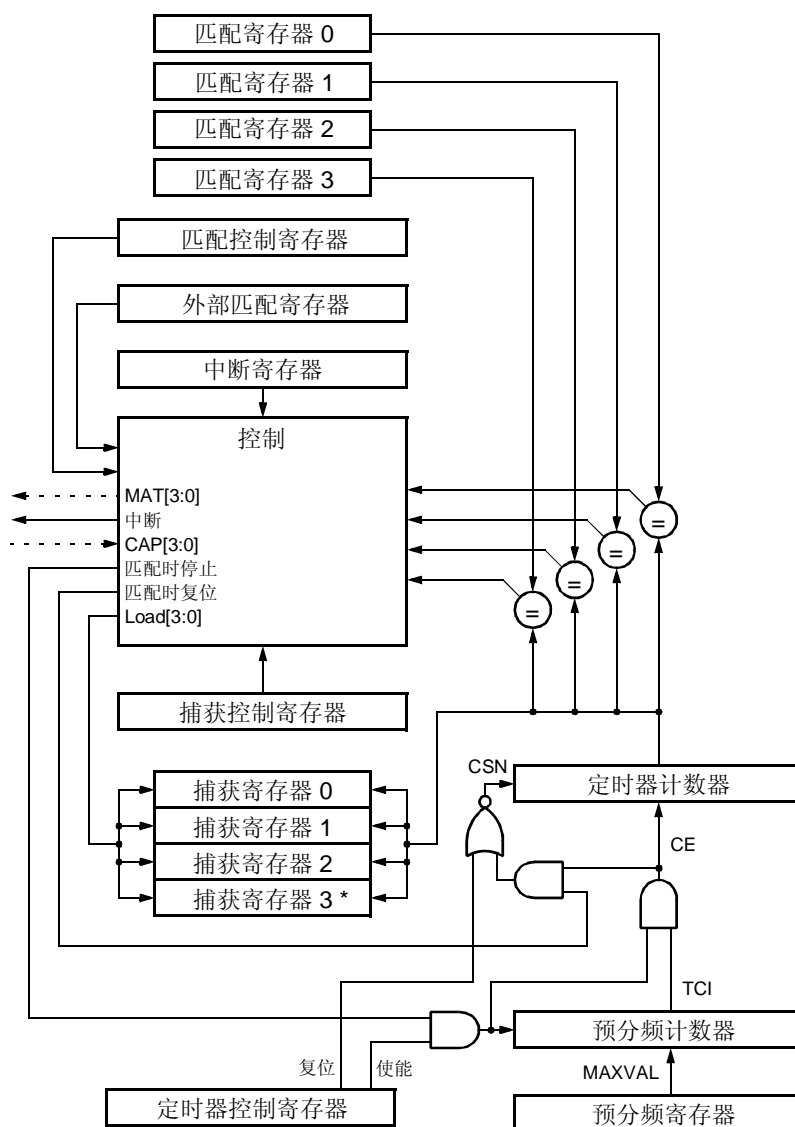 匹配寄存器 0
匹配寄存器 1
匹配寄存器 2
匹配寄存器 3
匹配控制寄存器
外部匹配寄存器
中断寄存器
控制
MAT[3:0]
中断
CAP[3:0]
匹配时停止
匹配时复位
Load[3:0]
=
=
=
=
捕获控制寄存器
捕获寄存器 0
捕获寄存器 1
捕获寄存器 2
捕获寄存器 3 *
CSN
定时器计数器
CE
TCI
预分频计数器
复位
使能
MAXVAL
定时器控制寄存器
预分频寄存器